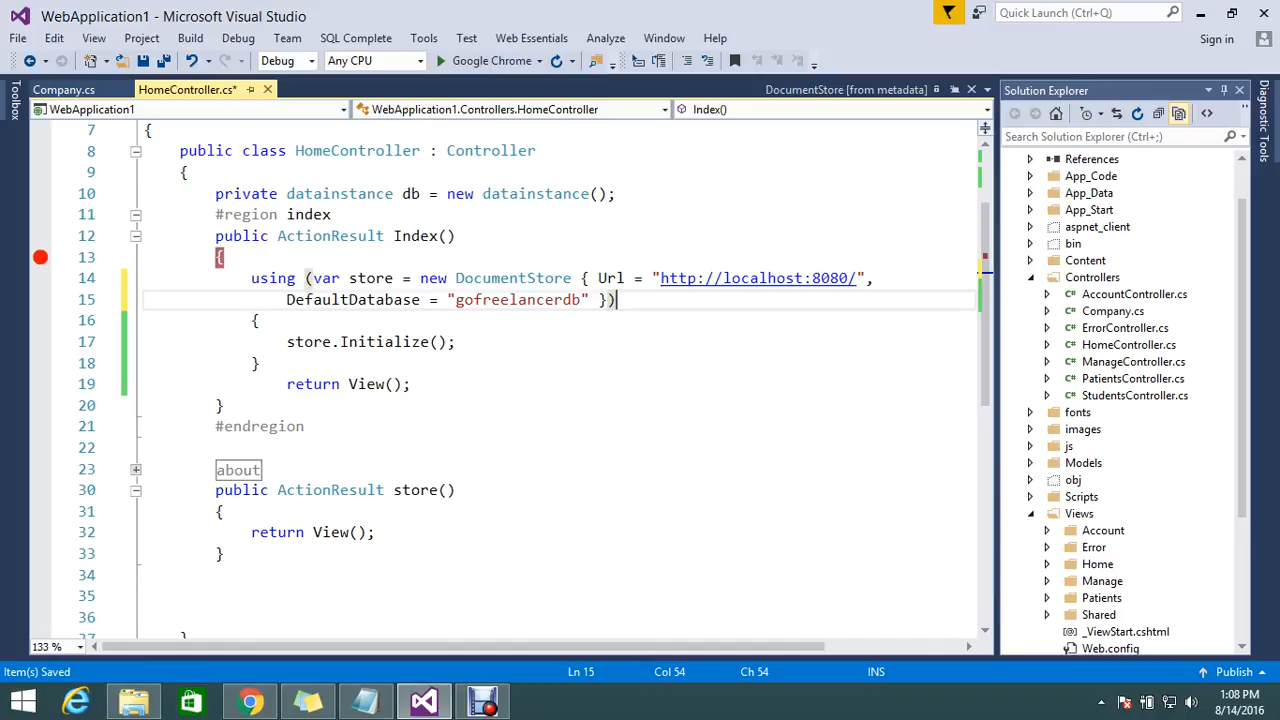 WebApplication1 - Microsoft Visual Studio
Quick Launch (Ctrl+Q)
File Edit View Project Build Debug Team SQL Complete Tools Test Web Essentials Analyze Window Help
Sign in
Debug Any CPU Google Chrome
Toolbox
Company.cs HomeController.cs* DocumentStore [from metadata]
WebApplication1 WebApplication1.Controllers.HomeController Index()
7 {
8 public class HomeController : Controller
9 {
10 private datainstance db = new datainstance();
11 #region index
12 public ActionResult Index()
13 {
14 using (var store = new DocumentStore { Url = "http://localhost:8080/",
15 DefaultDatabase = "gofreelancerdb" })
16 {
17 store.Initialize();
18 }
19 return View();
20 }
21 #endregion
22
23 about
30 public ActionResult store()
31 {
32 return View();
33 }
34
35
36
37 }
133 %
Solution Explorer
Search Solution Explorer (Ctrl+;)
References
App_Code
App_Data
App_Start
aspnet_client
bin
Content
Controllers
AccountController.cs
Company.cs
ErrorController.cs
HomeController.cs
ManageController.cs
PatientsController.cs
StudentsController.cs
fonts
images
js
Models
obj
Scripts
Views
Account
Error
Home
Manage
Patients
Shared
_ViewStart.cshtml
Web.config
Diagnostic Tools
Item(s) Saved Ln 15 Col 54 Ch 54 INS Publish
1:08 PM
8/14/2016